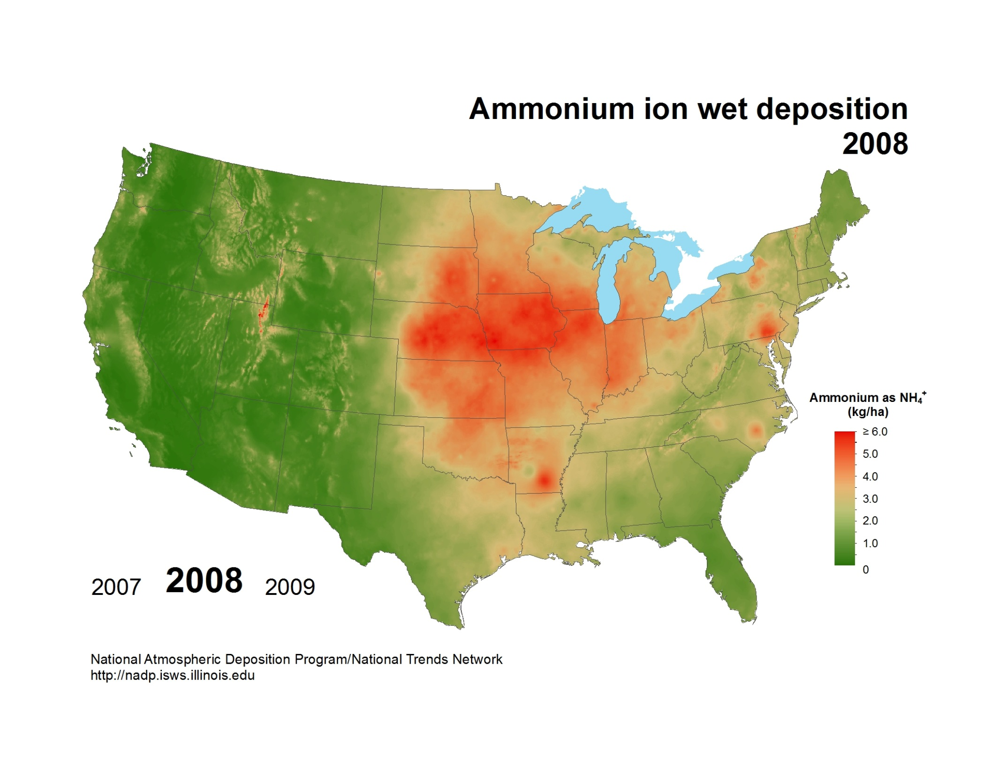 Ammonium ion wet deposition
2008
Ammonium as NH₄⁺
(kg/ha)
≥ 6.0
5.0
4.0
3.0
2.0
1.0
0
2007 2008 2009
National Atmospheric Deposition Program/National Trends Network
http://nadp.isws.illinois.edu